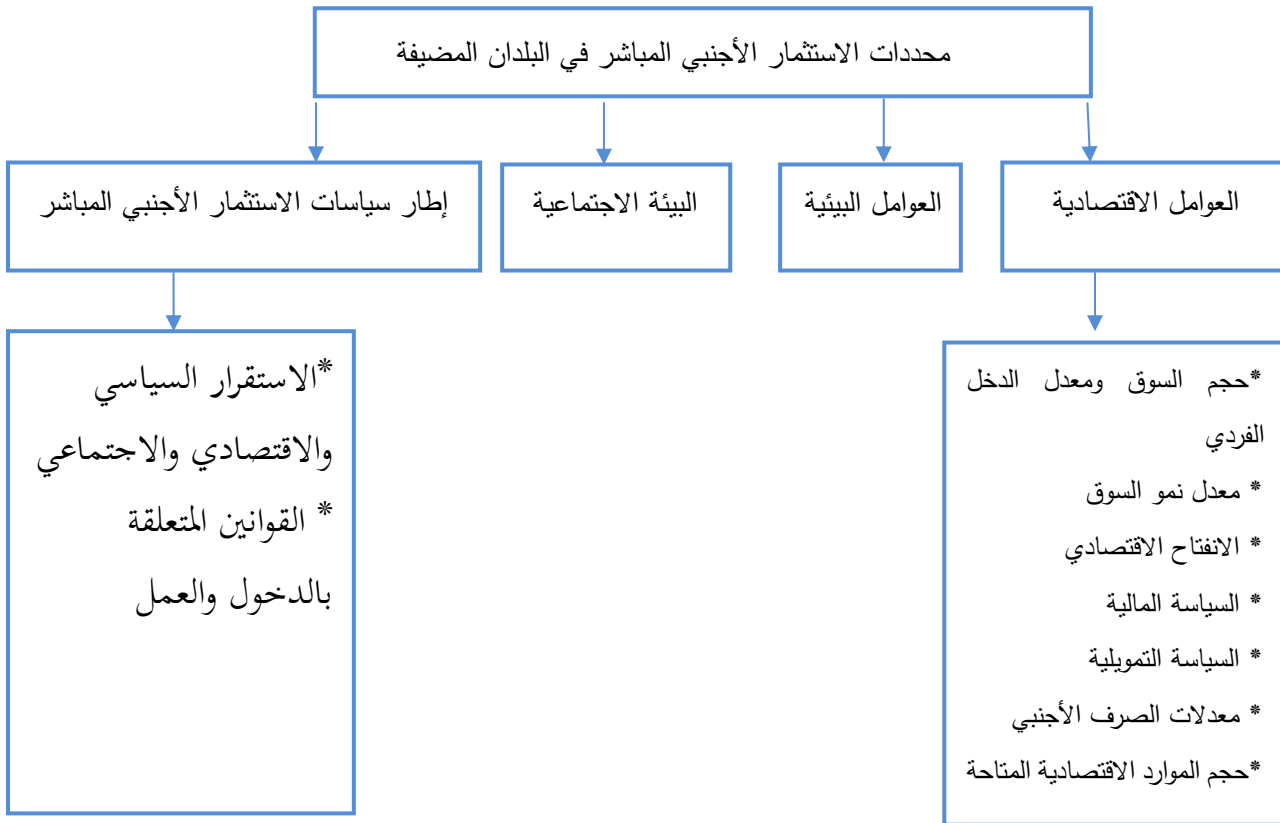 محددات الاستثمار الأجنبي المباشر في البلدان المضيفة
العوامل الاقتصادية
العوامل البيئية
البيئة الاجتماعية
إطار سياسات الاستثمار الأجنبي المباشر
*حجم السوق ومعدل الدخل
الفردي
* معدل نمو السوق
* الانفتاح الاقتصادي
* السياسة المالية
* السياسة التمويلية
* معدلات الصرف الأجنبي
*حجم الموارد الاقتصادية المتاحة
*الاستقرار السياسي
والاقتصادي والاجتماعي
* القوانين المتعلقة
بالدخول والعمل